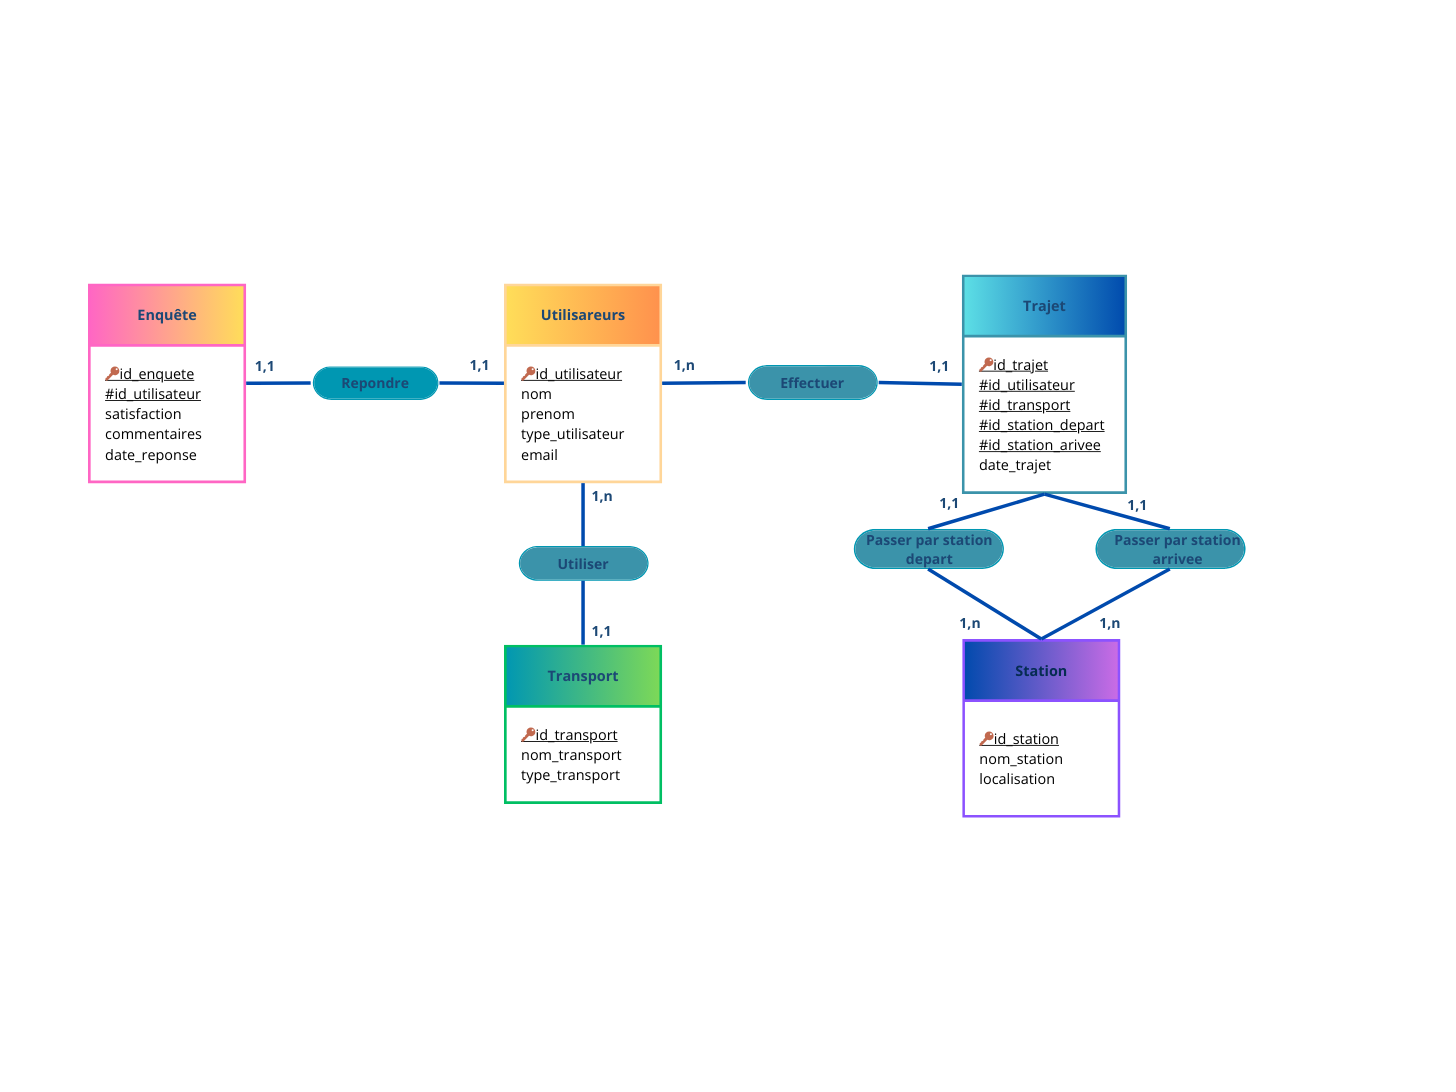 Enquête
id_enquete
#id_utilisateur
satisfaction
commentaires
date_reponse
1,1
Repondre
1,1
Utilisareurs
id_utilisateur
nom
prenom
type_utilisateur
email
1,n
Effectuer
1,1
Trajet
id_trajet
#id_utilisateur
#id_transport
#id_station_depart
#id_station_arivee
date_trajet
1,n
Utiliser
1,1
Transport
id_transport
nom_transport
type_transport
1,1
Passer par station
depart
1,n
1,1
Passer par station
arrivee
1,n
Station
id_station
nom_station
localisation